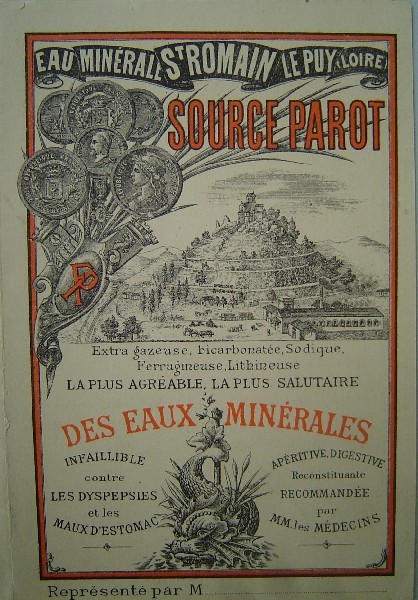 EAU MINÉRALE ST ROMAIN LE PUY (LOIRE)
SOURCE PAROT
Extra gazeuse, Bicarbonatée, Sodique,
Ferrugineuse, Lithineuse
LA PLUS AGRÉABLE, LA PLUS SALUTAIRE
DES EAUX MINÉRALES
INFAILLIBLE
contre
LES DYSPEPSIES
et les
MAUX D'ESTOMAC
APÉRITIVE, DIGESTIVE
Reconstituante
RECOMMANDÉE
par
MM. les MÉDECINS
Représenté par M